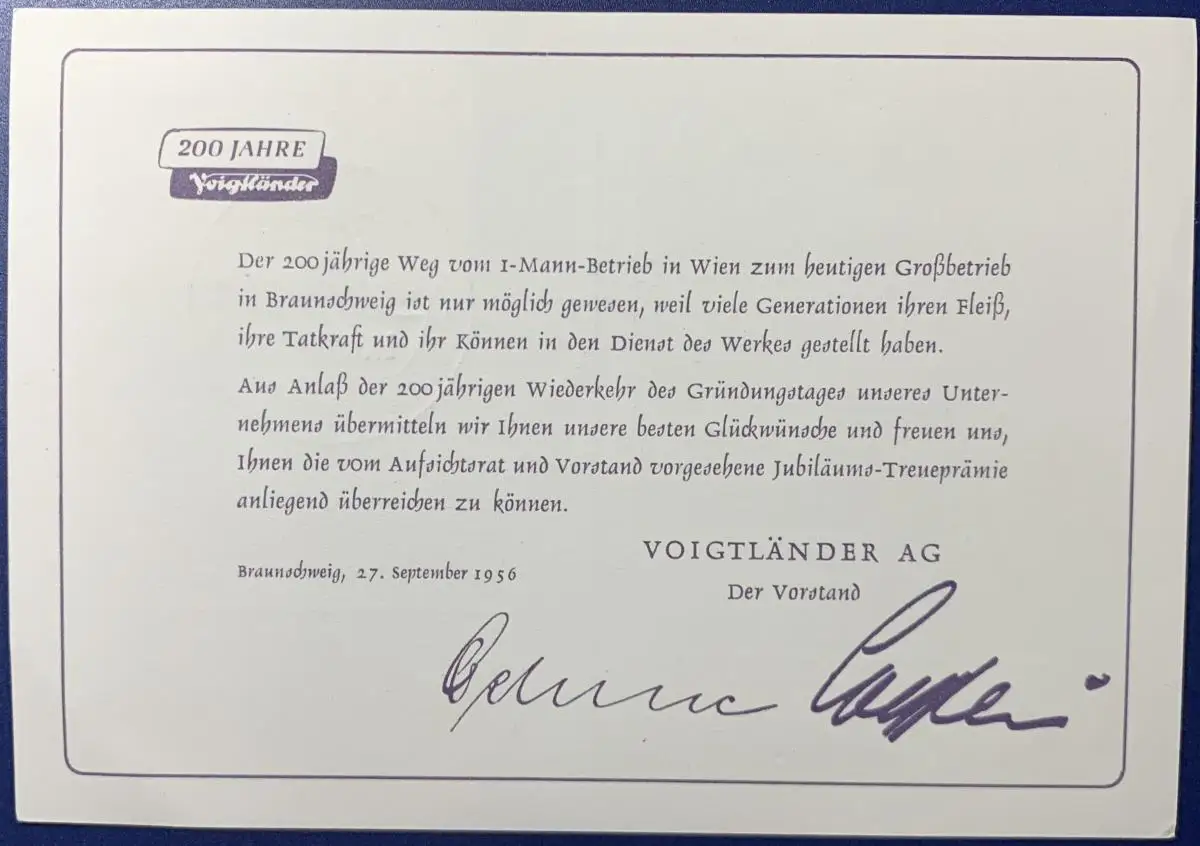 200 JAHRE
Voigtländer
Der 200jährige Weg vom 1-Mann-Betrieb in Wien zum heutigen Großbetrieb
in Braunschweig ist nur möglich gewesen, weil viele Generationen ihren Fleiß,
ihre Tatkraft und ihr Können in den Dienst des Werkes gestellt haben.
Aus Anlaß der 200jährigen Wiederkehr des Gründungstages unseres Unter-
nehmens übermitteln wir Ihnen unsere besten Glückwünsche und freuen uns,
Ihnen die vom Aufsichtsrat und Vorstand vorgesehene Jubiläums-Treueprämie
anliegend überreichen zu können.
VOIGTLÄNDER AG
Braunschweig, 27. September 1956
Der Vorstand